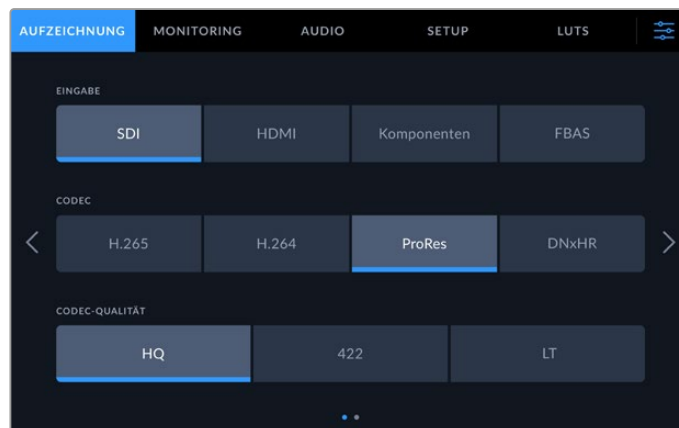 AUFZEICHNUNG MONITORING AUDIO SETUP LUTS
EINGABE
SDI HDMI Komponenten FBAS
CODEC
H.265 H.264 ProRes DNxHR
CODEC-QUALITÄT
HQ 422 LT